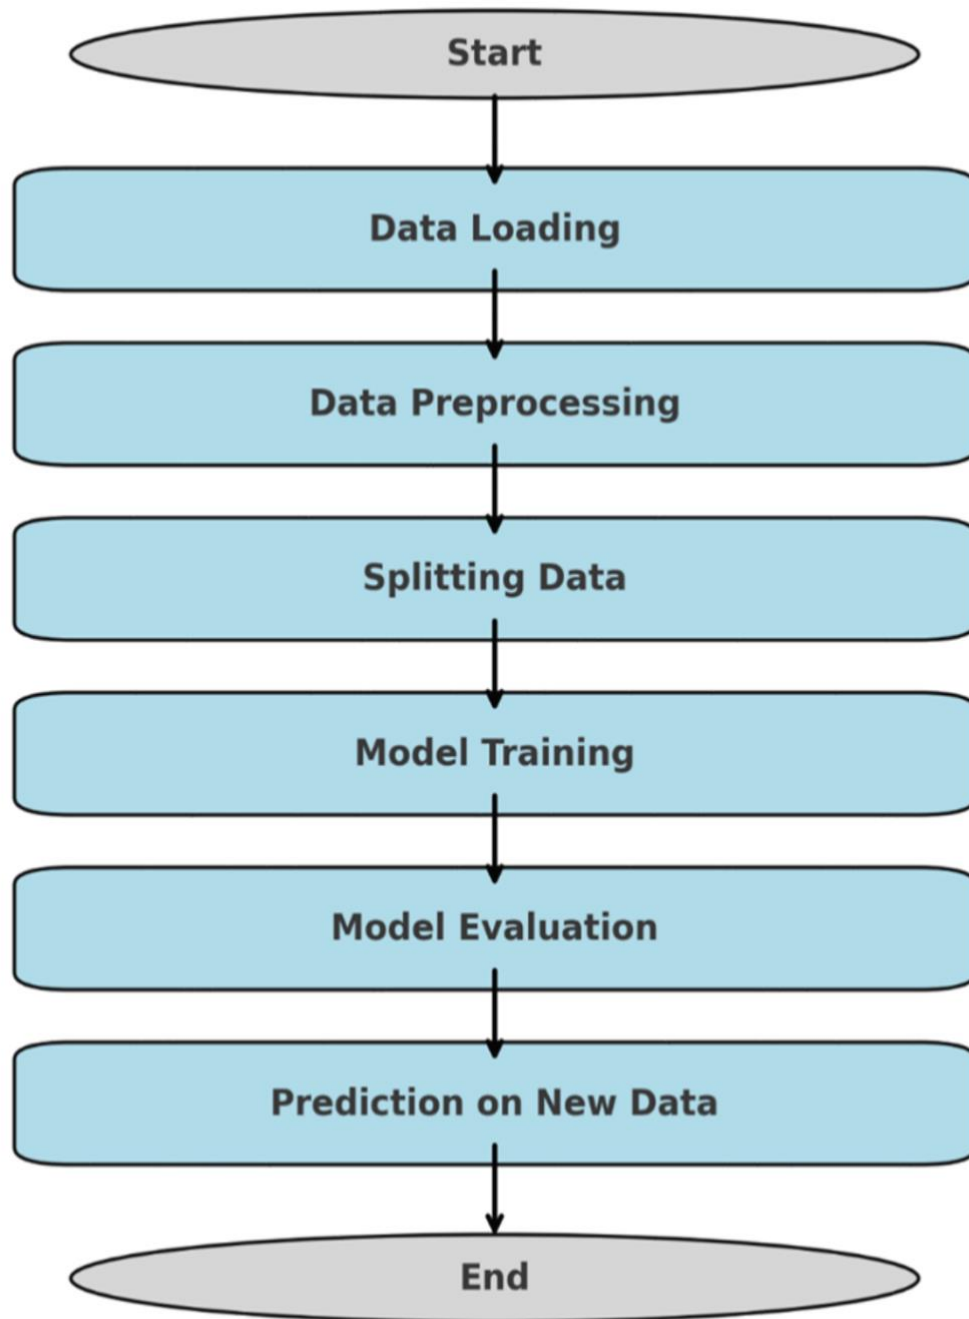 Start
Data Loading
Data Preprocessing
Splitting Data
Model Training
Model Evaluation
Prediction on New Data
End